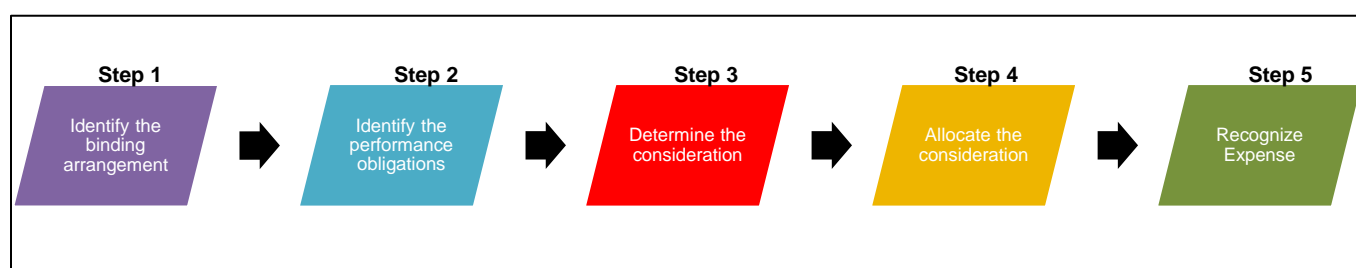 Step 1
Identify the
binding
arrangement
Step 2
Identify the
performance
obligations
Step 3
Determine the
consideration
Step 4
Allocate the
consideration
Step 5
Recognize
Expense